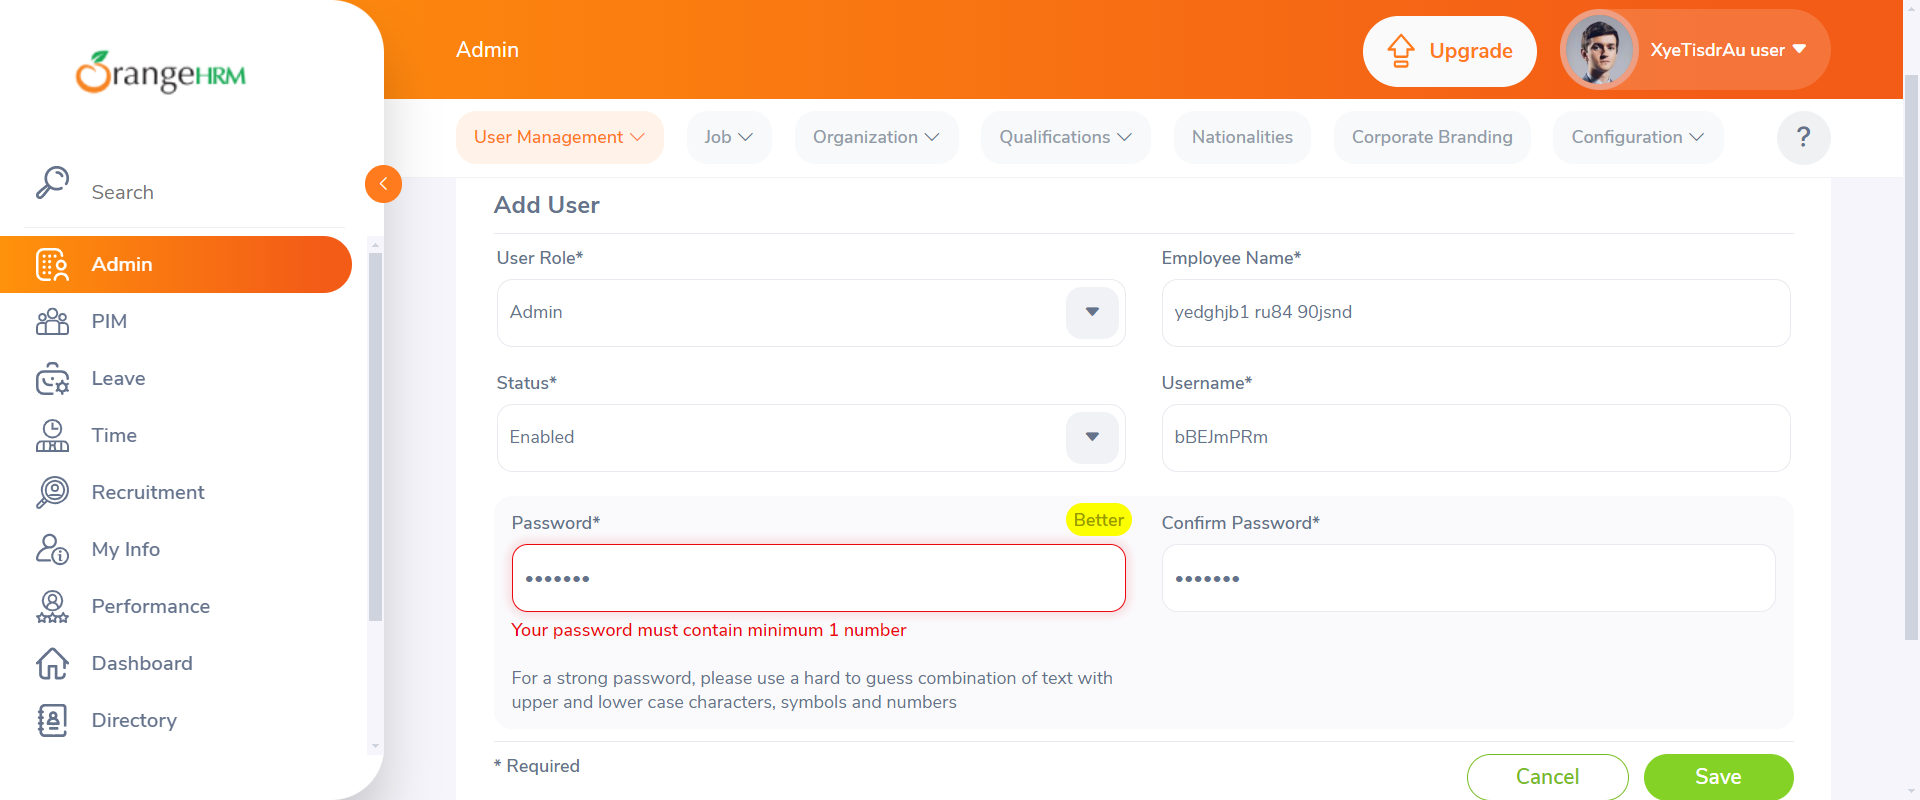 OrangeHRM
Search
Admin
PIM
Leave
Time
Recruitment
My Info
Performance
Dashboard
Directory
Admin
Upgrade
XyeTisdrAu user
User Management
Job
Organization
Qualifications
Nationalities
Corporate Branding
Configuration
?
Add User
User Role*
Employee Name*
Admin
yedghjb1 ru84 90jsnd
Status*
Username*
Enabled
bBEJmPRm
Password*
Better
Confirm Password*
•••••••
•••••••
Your password must contain minimum 1 number
For a strong password, please use a hard to guess combination of text with
upper and lower case characters, symbols and numbers
* Required
Cancel
Save